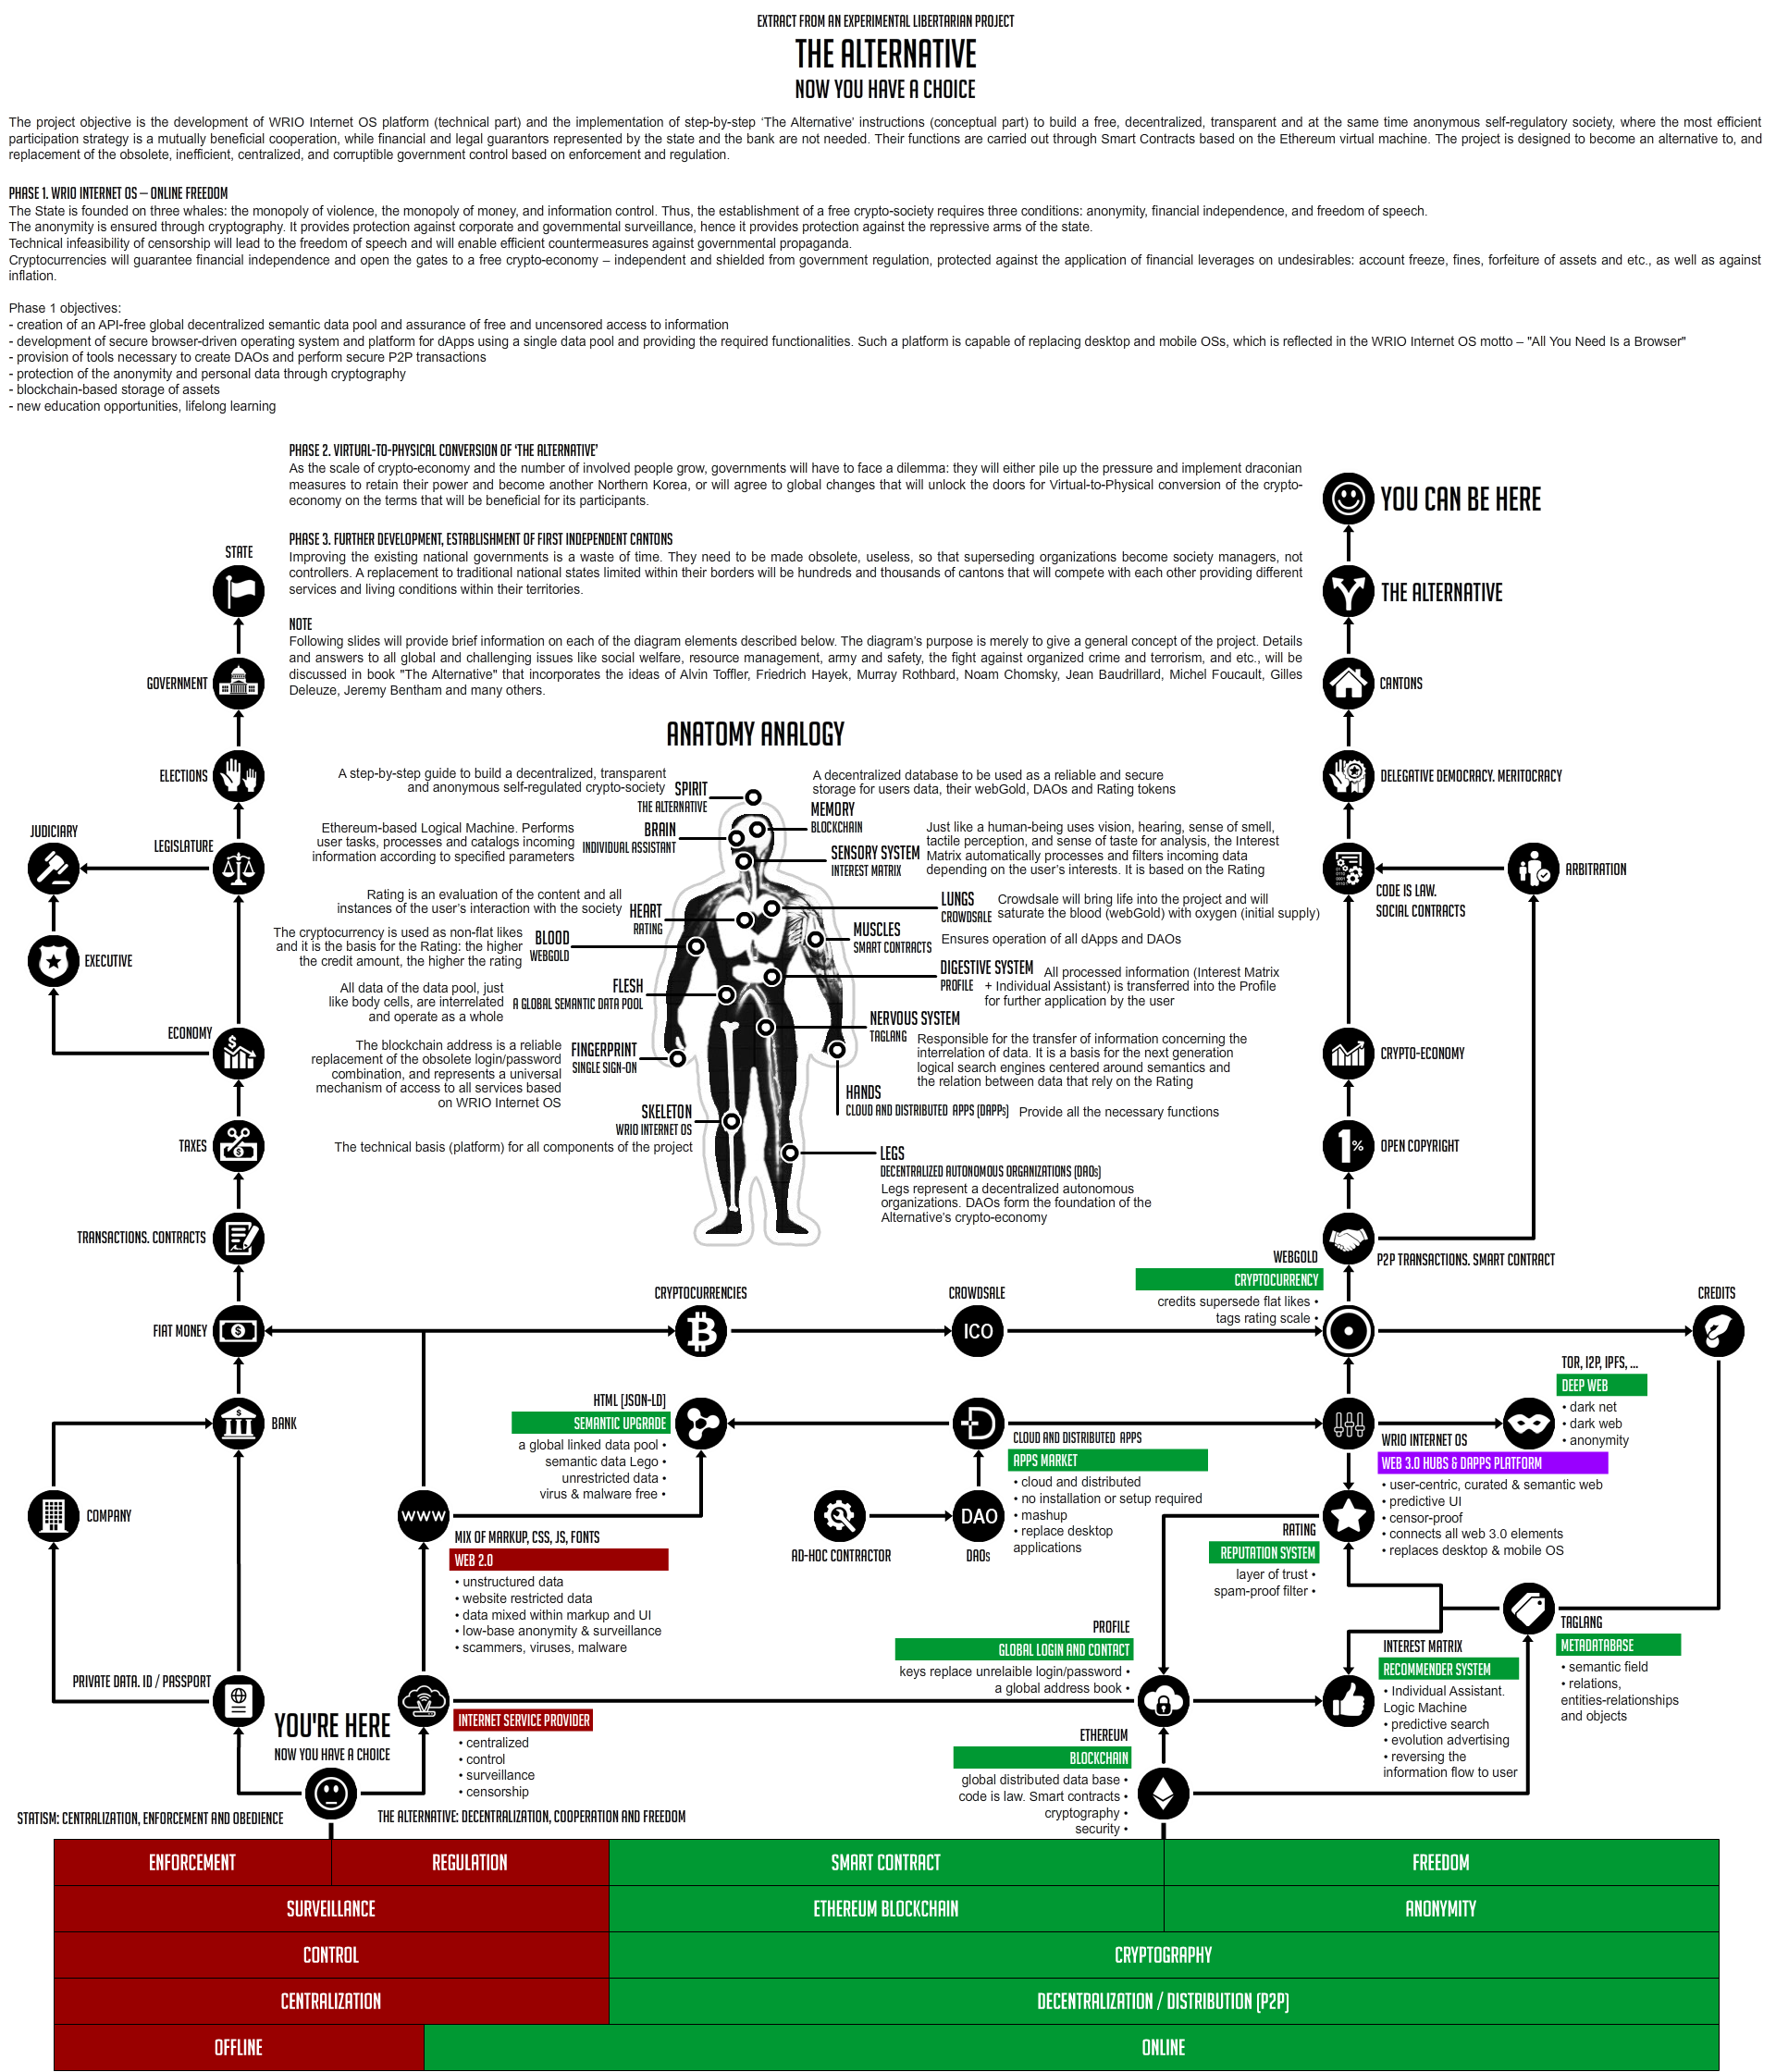 EXTRACT FROM AN EXPERIMENTAL LIBERTARIAN PROJECT
THE ALTERNATIVE
NOW YOU HAVE A CHOICE
The project objective is the development of WRIO Internet OS platform (technical part) and the implementation of step-by-step 'The Alternative' instructions (conceptual part) to build a free, decentralized, transparent and at the same time anonymous self-regulatory society, where the most efficient
participation strategy is a mutually beneficial cooperation, while financial and legal guarantors represented by the state and the bank are not needed. Their functions are carried out through Smart Contracts based on the Ethereum virtual machine. The project is designed to become an alternative to, and
replacement of the obsolete, inefficient, centralized, and corruptible government control based on enforcement and regulation.
PHASE 1. WRIO INTERNET OS – ONLINE FREEDOM
The State is founded on three whales: the monopoly of violence, the monopoly of money, and information control. Thus, the establishment of a free crypto-society requires three conditions: anonymity, financial independence, and freedom of speech.
The anonymity is ensured through cryptography. It provides protection against corporate and governmental surveillance, hence it provides protection against the repressive arms of the state.
Technical infeasibility of censorship will lead to the freedom of speech and will enable efficient countermeasures against governmental propaganda.
Cryptocurrencies will guarantee financial independence and open the gates to a free crypto-economy – independent and shielded from government regulation, protected against the application of financial leverages on undesirables: account freeze, fines, forfeiture of assets and etc., as well as against
inflation.
Phase 1 objectives:
- creation of an API-free global decentralized semantic data pool and assurance of free and uncensored access to information
- development of secure browser-driven operating system and platform for dApps using a single data pool and providing the required functionalities. Such a platform is capable of replacing desktop and mobile OSs, which is reflected in the WRIO Internet OS motto – "All You Need Is a Browser"
- provision of tools necessary to create DAOs and perform secure P2P transactions
- protection of the anonymity and personal data through cryptography
- blockchain-based storage of assets
- new education opportunities, lifelong learning
PHASE 2. VIRTUAL-TO-PHYSICAL CONVERSION OF 'THE ALTERNATIVE'
As the scale of crypto-economy and the number of involved people grow, governments will have to face a dilemma: they will either pile up the pressure and implement draconian
measures to retain their power and become another Northern Korea, or will agree to global changes that will unlock the doors for Virtual-to-Physical conversion of the crypto-
economy on the terms that will be beneficial for its participants.
PHASE 3. FURTHER DEVELOPMENT, ESTABLISHMENT OF FIRST INDEPENDENT CANTONS
Improving the existing national governments is a waste of time. They need to be made obsolete, useless, so that superseding organizations become society managers, not
controllers. A replacement to traditional national states limited within their borders will be hundreds and thousands of cantons that will compete with each other providing different
services and living conditions within their territories.
NOTE
Following slides will provide brief information on each of the diagram elements described below. The diagram's purpose is merely to give a general concept of the project. Details
and answers to all global and challenging issues like social welfare, resource management, army and safety, the fight against organized crime and terrorism, and etc., will be
discussed in book "The Alternative" that incorporates the ideas of Alvin Toffler, Friedrich Hayek, Murray Rothbard, Noam Chomsky, Jean Baudrillard, Michel Foucault, Gilles
Deleuze, Jeremy Bentham and many others.
STATE
GOVERNMENT
ELECTIONS
JUDICIARY
LEGISLATURE
EXECUTIVE
ECONOMY
TAXES
TRANSACTIONS. CONTRACTS
FIAT MONEY
BANK
COMPANY
PRIVATE DATA. ID / PASSPORT
YOU CAN BE HERE
THE ALTERNATIVE
CANTONS
DELEGATIVE DEMOCRACY. MERITOCRACY
CODE IS LAW.
SOCIAL CONTRACTS
ARBITRATION
CRYPTO-ECONOMY
1%
OPEN COPYRIGHT
P2P TRANSACTIONS. SMART CONTRACT
ANATOMY ANALOGY
A step-by-step guide to build a decentralized, transparent
and anonymous self-regulated crypto-society
SPIRIT
THE ALTERNATIVE
A decentralized database to be used as a reliable and secure
storage for users data, their webGold, DAOs and Rating tokens
MEMORY
BLOCKCHAIN
Ethereum-based Logical Machine. Performs
user tasks, processes and catalogs incoming
information according to specified parameters
BRAIN
INDIVIDUAL ASSISTANT
SENSORY SYSTEM
INTEREST MATRIX
Just like a human-being uses vision, hearing, sense of smell,
tactile perception, and sense of taste for analysis, the Interest
Matrix automatically processes and filters incoming data
depending on the user's interests. It is based on the Rating
Rating is an evaluation of the content and all
instances of the user's interaction with the society
HEART
RATING
LUNGS
CROWDSALE
Crowdsale will bring life into the project and will
saturate the blood (webGold) with oxygen (initial supply)
The cryptocurrency is used as non-flat likes
and it is the basis for the Rating: the higher
the credit amount, the higher the rating
BLOOD
WEBGOLD
MUSCLES
SMART CONTRACTS
Ensures operation of all dApps and DAOs
DIGESTIVE SYSTEM
PROFILE
All processed information (Interest Matrix
+ Individual Assistant) is transferred into the Profile
for further application by the user
All data of the data pool, just
like body cells, are interrelated
and operate as a whole
FLESH
A GLOBAL SEMANTIC DATA POOL
NERVOUS SYSTEM
TAGLANG
Responsible for the transfer of information concerning the
interrelation of data. It is a basis for the next generation
logical search engines centered around semantics and
the relation between data that rely on the Rating
The blockchain address is a reliable
replacement of the obsolete login/password
combination, and represents a universal
mechanism of access to all services based
on WRIO Internet OS
FINGERPRINT
SINGLE SIGN-ON
HANDS
CLOUD AND DISTRIBUTED APPS (DAPPs)
Provide all the necessary functions
SKELETON
WRIO INTERNET OS
The technical basis (platform) for all components of the project
LEGS
DECENTRALIZED AUTONOMOUS ORGANIZATIONS (DAOs)
Legs represent a decentralized autonomous
organizations. DAOs form the foundation of the
Alternative's crypto-economy
CRYPTOCURRENCIES
CROWDSALE
ICO
WEBGOLD
CRYPTOCURRENCY
credits supersede flat likes •
tags rating scale •
CREDITS
HTML (JSON-LD)
SEMANTIC UPGRADE
a global linked data pool •
semantic data Lego •
unrestricted data •
virus & malware free •
CLOUD AND DISTRIBUTED APPS
APPS MARKET
• cloud and distributed
• no installation or setup required
• mashup
• replace desktop
applications
TOR, I2P, IPFS, ...
DEEP WEB
• dark net
• dark web
• anonymity
WRIO INTERNET OS
WEB 3.0 HUBS & DAPPS PLATFORM
• user-centric, curated & semantic web
• predictive UI
• censor-proof
• connects all web 3.0 elements
• replaces desktop & mobile OS
WWW
MIX OF MARKUP, CSS, JS, FONTS
WEB 2.0
• unstructured data
• website restricted data
• data mixed within markup and UI
• low-base anonymity & surveillance
• scammers, viruses, malware
AD-HOC CONTRACTOR
DAO
DAOs
RATING
REPUTATION SYSTEM
layer of trust •
spam-proof filter •
PROFILE
GLOBAL LOGIN AND CONTACT
keys replace unrelaible login/password •
a global address book •
INTEREST MATRIX
RECOMMENDER SYSTEM
• Individual Assistant.
Logic Machine
• predictive search
• evolution advertising
• reversing the
information flow to user
TAGLANG
METADATABASE
• semantic field
• relations,
entities-relationships
and objects
YOU'RE HERE
NOW YOU HAVE A CHOICE
INTERNET SERVICE PROVIDER
• centralized
• control
• surveillance
• censorship
ETHEREUM
BLOCKCHAIN
global distributed data base •
code is law. Smart contracts •
cryptography •
security •
STATISM: CENTRALIZATION, ENFORCEMENT AND OBEDIENCE
THE ALTERNATIVE: DECENTRALIZATION, COOPERATION AND FREEDOM
ENFORCEMENT
REGULATION
SMART CONTRACT
FREEDOM
SURVEILLANCE
ETHEREUM BLOCKCHAIN
ANONYMITY
CONTROL
CRYPTOGRAPHY
CENTRALIZATION
DECENTRALIZATION / DISTRIBUTION (P2P)
OFFLINE
ONLINE